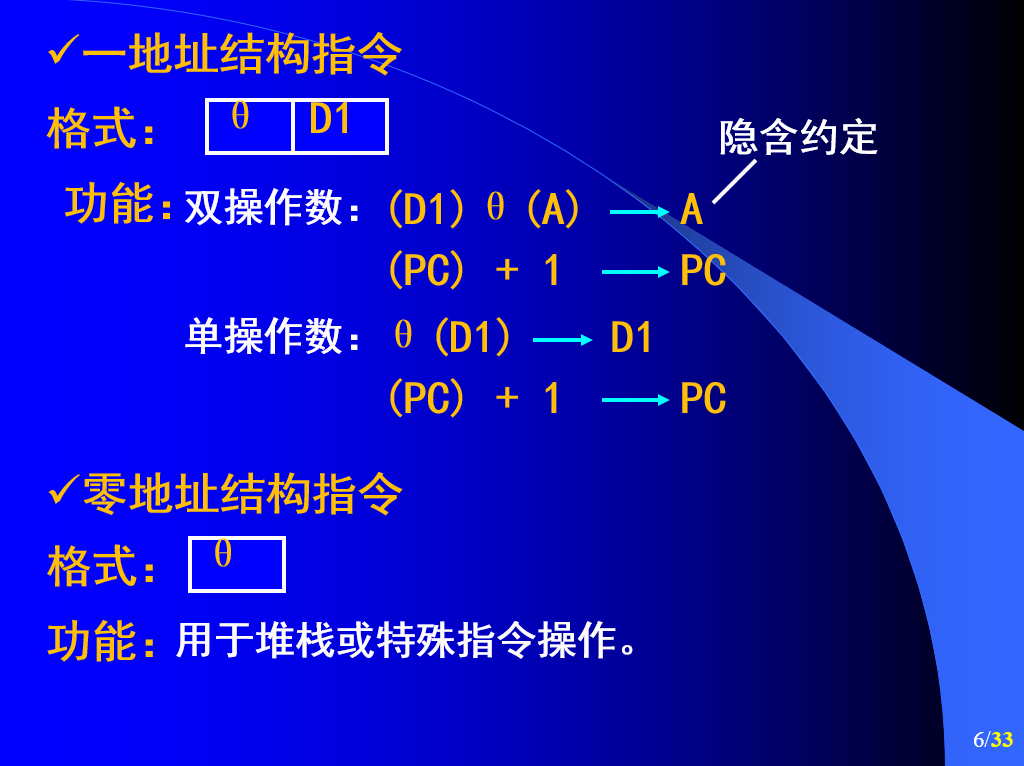 ✓一地址结构指令
格式： θ D1
隐含约定
功能：双操作数：(D1) θ (A) → A
(PC) + 1 → PC
单操作数： θ (D1) → D1
(PC) + 1 → PC
✓零地址结构指令
格式： θ
功能：用于堆栈或特殊指令操作。
6/33